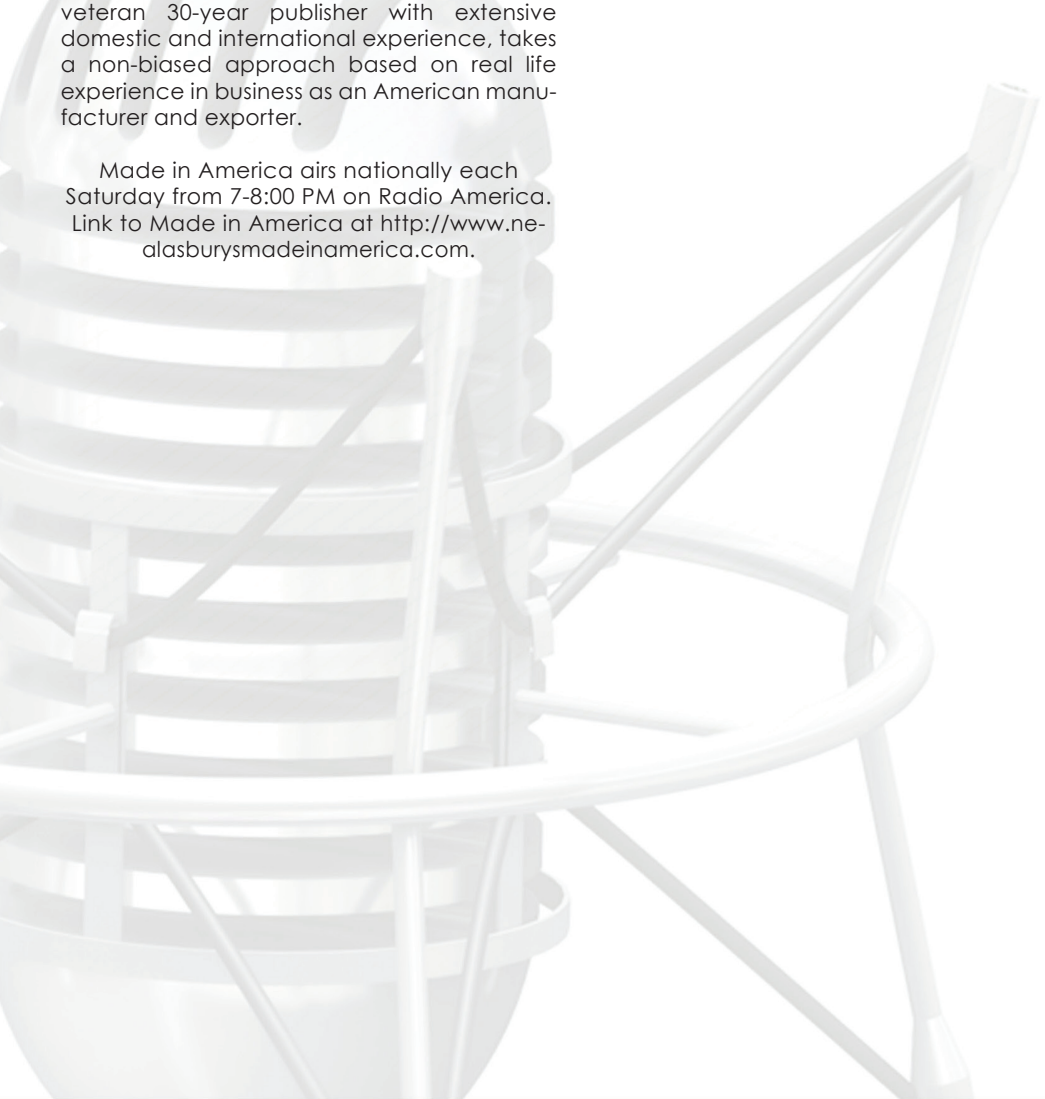 veteran 30-year publisher with extensive
domestic and international experience, takes
a non-biased approach based on real life
experience in business as an American manu-
facturer and exporter.
Made in America airs nationally each
Saturday from 7-8:00 PM on Radio America.
Link to Made in America at http://www.ne-
alasburysmadeinamerica.com.